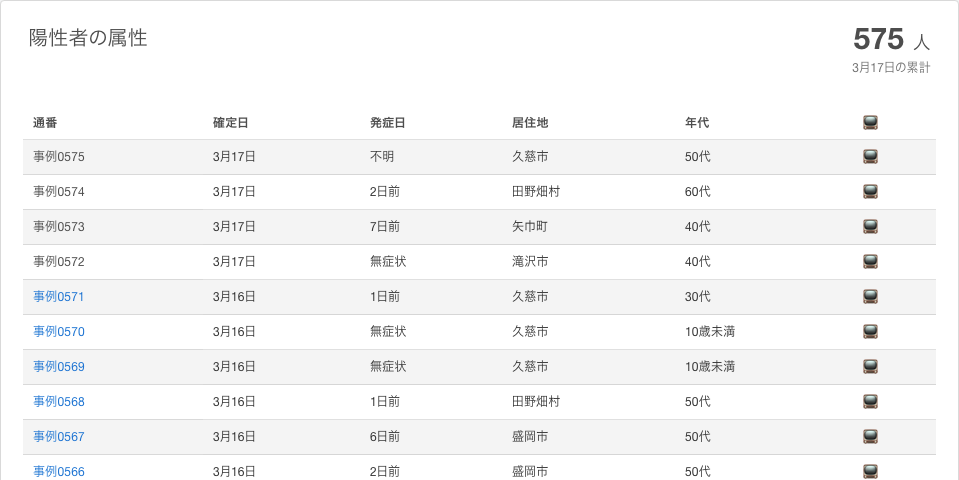 陽性者の属性
575 人
3月17日の累計
通番 確定日 発症日 居住地 年代
事例0575 3月17日 不明 久慈市 50代
事例0574 3月17日 2日前 田野畑村 60代
事例0573 3月17日 7日前 矢巾町 40代
事例0572 3月17日 無症状 滝沢市 40代
事例0571 3月16日 1日前 久慈市 30代
事例0570 3月16日 無症状 久慈市 10歳未満
事例0569 3月16日 無症状 久慈市 10歳未満
事例0568 3月16日 1日前 田野畑村 50代
事例0567 3月16日 6日前 盛岡市 50代
事例0566 3月16日 2日前 盛岡市 50代